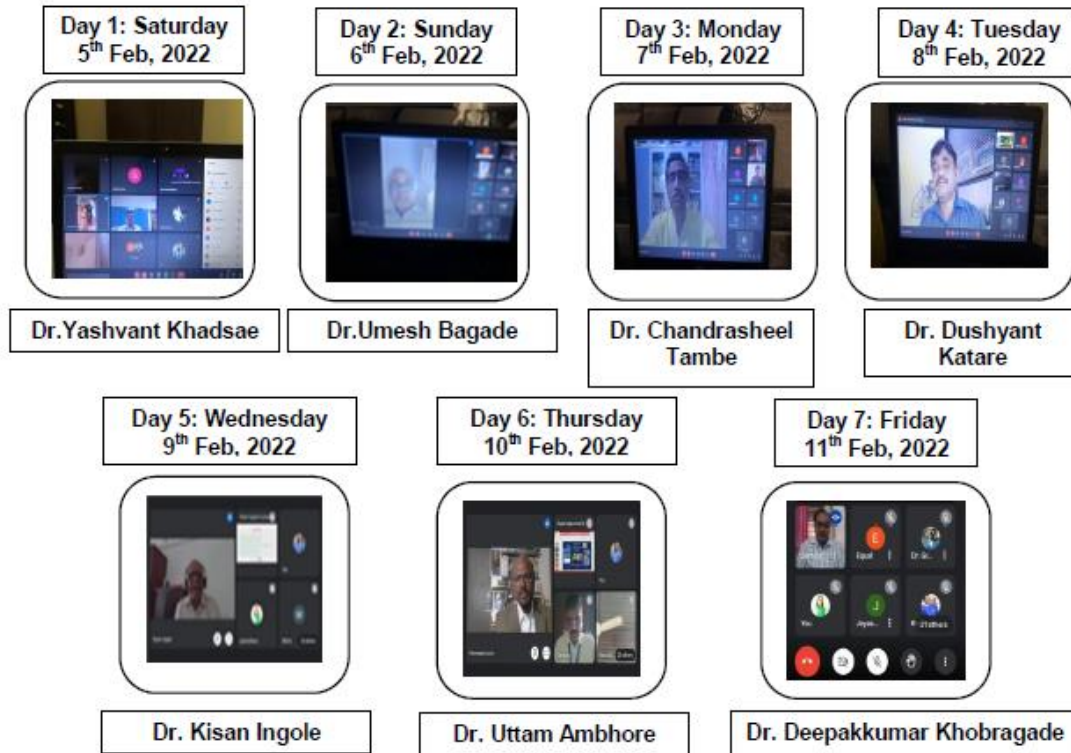 Day 1: Saturday
5th Feb, 2022
Day 2: Sunday
6th Feb, 2022
Day 3: Monday
7th Feb, 2022
Day 4: Tuesday
8th Feb, 2022
Dr.Yashvant Khadsae
Dr.Umesh Bagade
Dr. Chandrasheel
Tambe
Dr. Dushyant
Katare
Day 5: Wednesday
9th Feb, 2022
Day 6: Thursday
10th Feb, 2022
Day 7: Friday
11th Feb, 2022
E
Equal
You
J
Dr. Kisan Ingole
Dr. Uttam Ambhore
Dr. Deepakkumar Khobragade